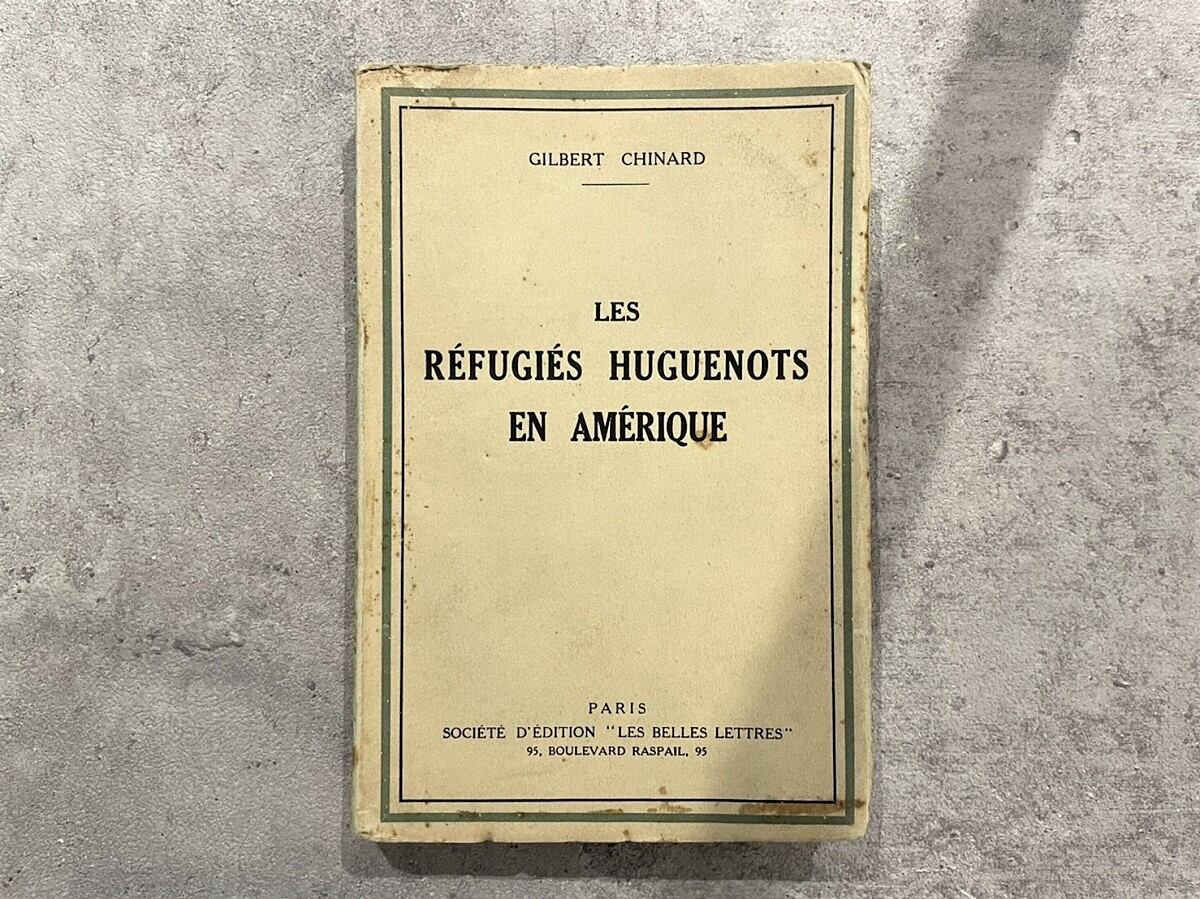 GILBERT CHINARD
LES
RÉFUGIÉS HUGUENOTS
EN AMÉRIQUE
PARIS
SOCIÉTÉ D'ÉDITION "LES BELLES LETTRES"
95, BOULEVARD RASPAIL, 95